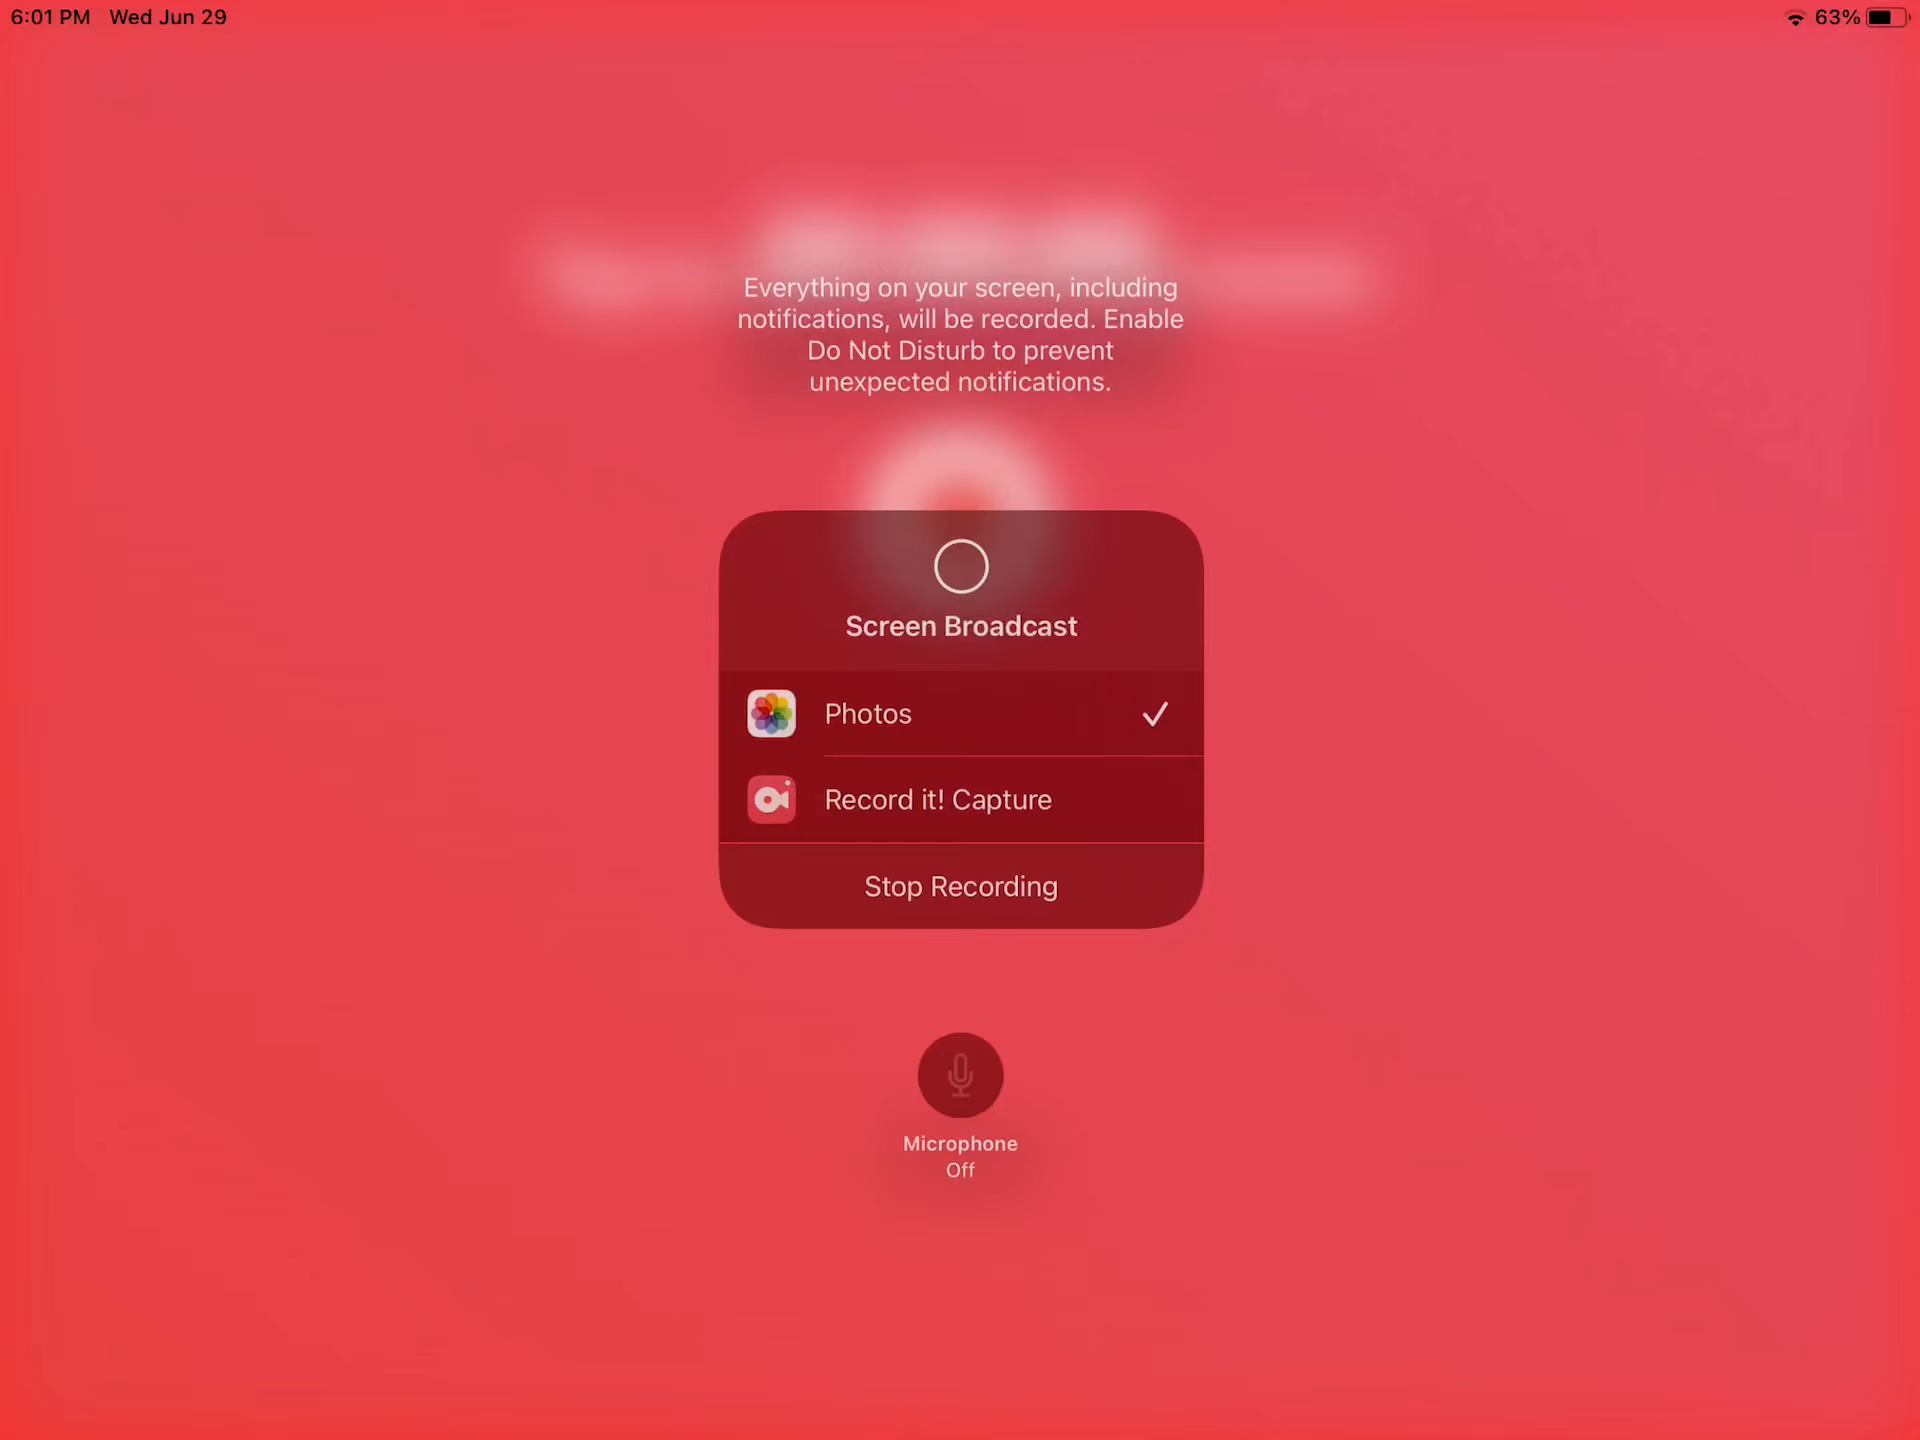 6:01 PM Wed Jun 29
63%
Everything on your screen, including
notifications, will be recorded. Enable
Do Not Disturb to prevent
unexpected notifications.
Screen Broadcast
Photos
Record it! Capture
Stop Recording
Microphone
Off